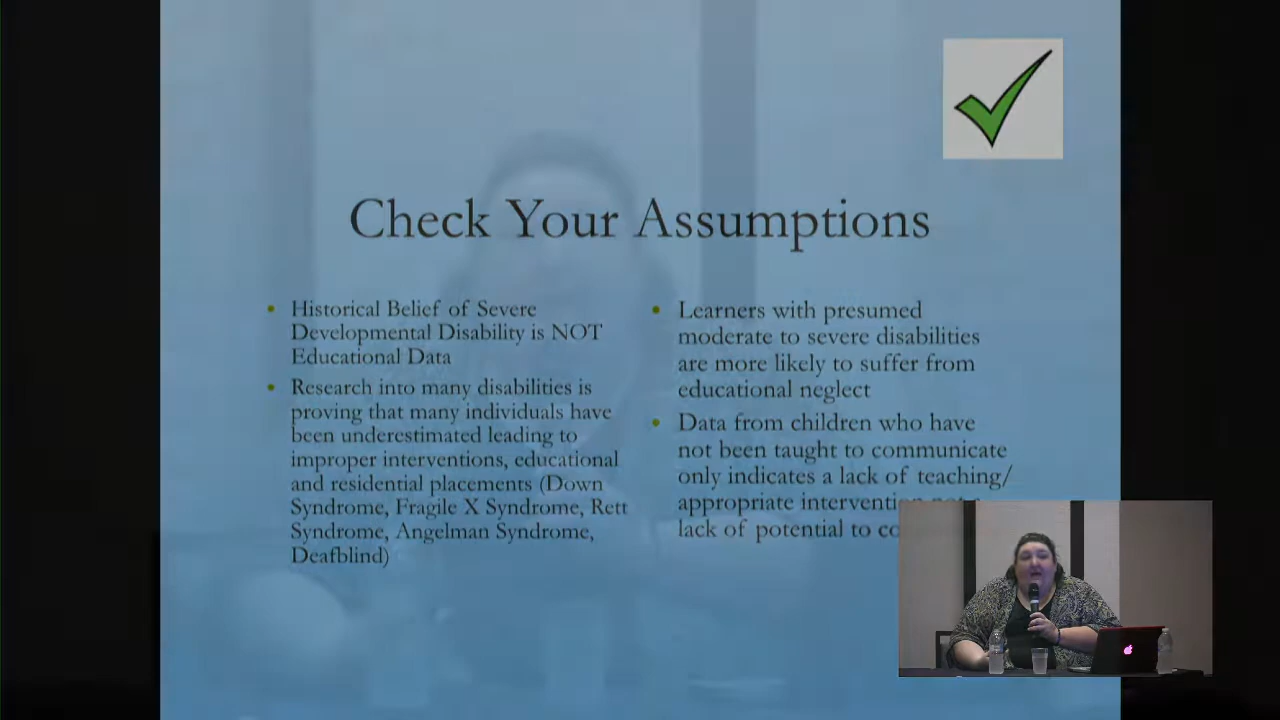 Check Your Assumptions
• Historical Belief of Severe
Developmental Disability is NOT
Educational Data
• Research into many disabilities is
proving that many individuals have
been underestimated leading to
improper interventions, educational
and residential placements (Down
Syndrome, Fragile X Syndrome, Rett
Syndrome, Angelman Syndrome,
Deafblind)
• Learners with presumed
moderate to severe disabilities
are more likely to suffer from
educational neglect
• Data from children who have
not been taught to communicate
only indicates a lack of teaching/
appropriate intervention not
lack of potential to